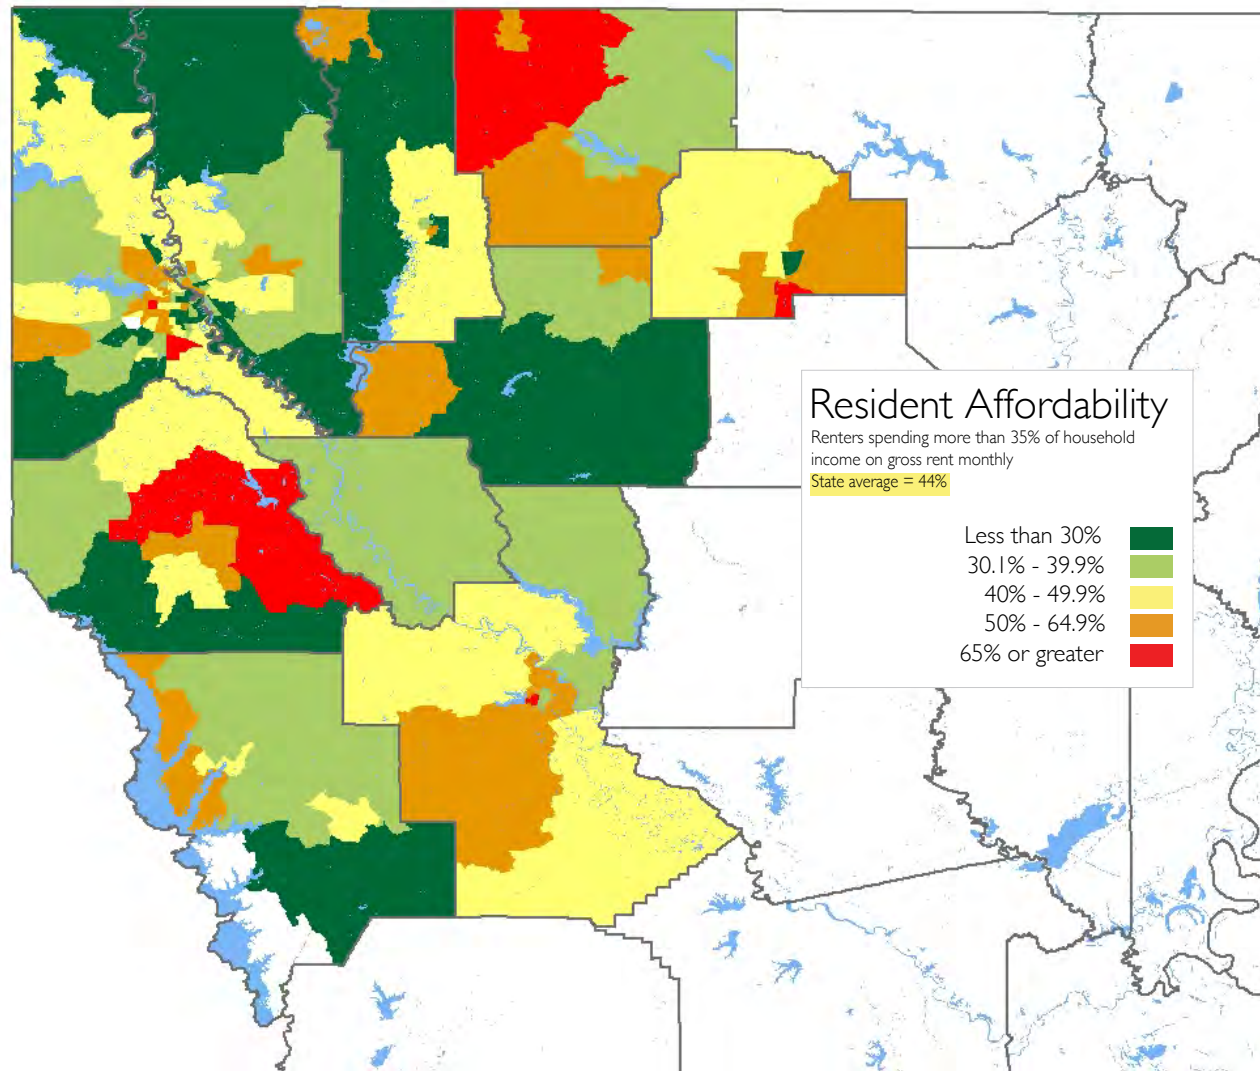 Resident Affordability
Renters spending more than 35% of household
income on gross rent monthly
State average = 44%
Less than 30%
30.1% - 39.9%
40% - 49.9%
50% - 64.9%
65% or greater